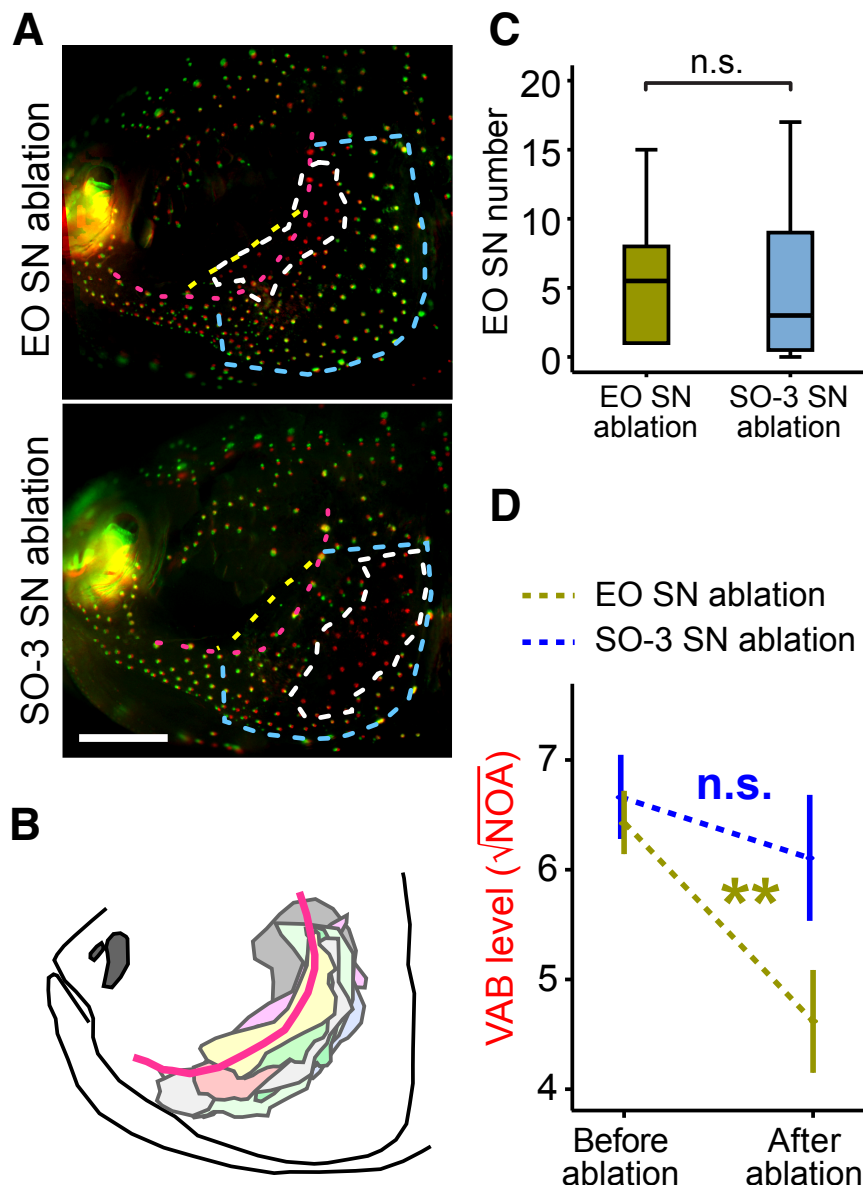 A
EO SN ablation
SO-3 SN ablation
B
C
n.s.
EO SN number
20
15
10
5
0
EO SN
ablation
SO-3 SN
ablation
D
EO SN ablation
SO-3 SN ablation
VAB level (√NOA)
7
6
5
4
n.s.
**
Before
ablation
After
ablation